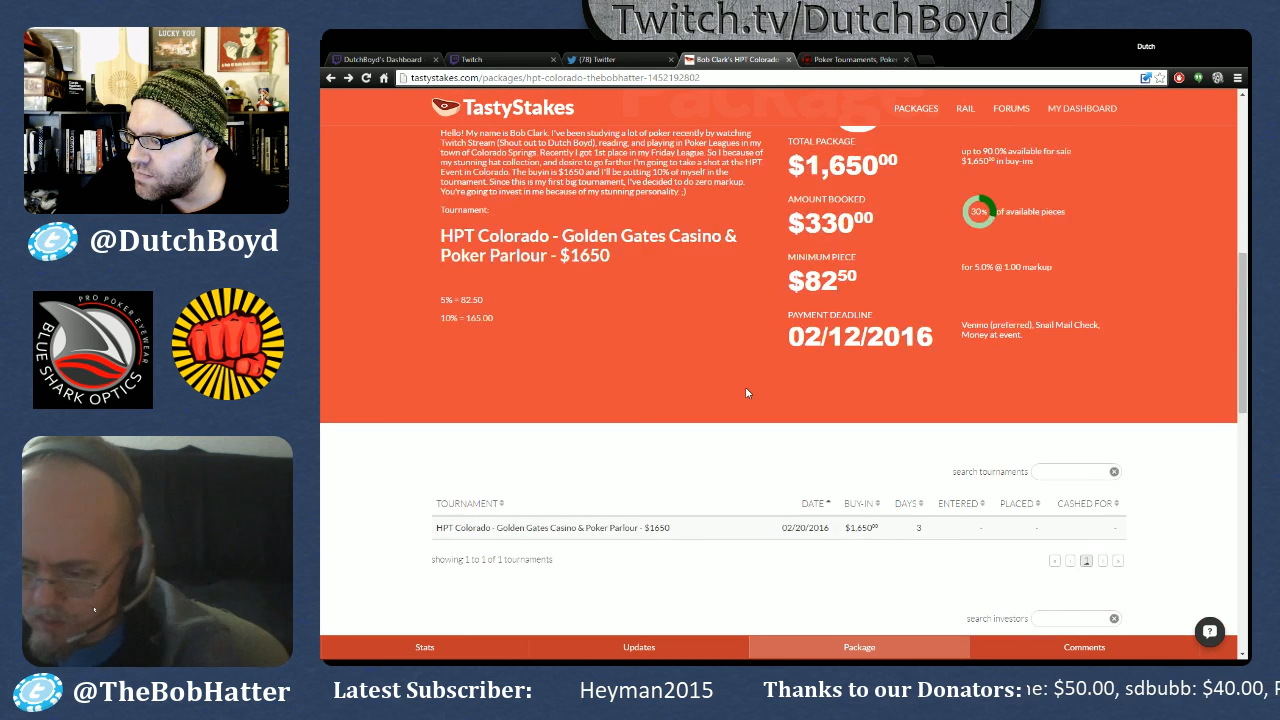 Twitch.tv/DutchBoyd
Dutch
DutchBoyd's Dashboard
Twitch
(78) Twitter
Bob Clark's HPT Colorado
Poker Tournaments, Poker
tastystakes.com/packages/hpt-colorado-thebobhatter-1452192802
TastyStakes
Package
PACKAGES
RAIL
FORUMS
MY DASHBOARD
Hello! My name is Bob Clark. I've been studying a lot of poker recently by watching
Twitch Stream (Shout out to Dutch Boyd), reading, and playing in Poker Leagues in my
town of Colorado Springs. Recently I got 1st place in my Friday League. So I because of
my stunning hat collection, and desire to go farther I'm going to take a shot at the HPT
Event in Colorado. The buyin is $1650 and I'll be putting 10% of myself in the
tournament. Since this is my first big tournament, I've decided to do zero markup.
You're going to invest in me because of my stunning personality ;)
Tournament:
HPT Colorado - Golden Gates Casino &
Poker Parlour - $1650
5% = 82.50
10% = 165.00
TOTAL PACKAGE
$1,650⁰⁰
up to 90.0% available for sale
$1,650⁰⁰ in buy-ins
AMOUNT BOOKED
$330⁰⁰
30%
of available pieces
MINIMUM PIECE
$82⁵⁰
for 5.0% @ 1.00 markup
PAYMENT DEADLINE
02/12/2016
Venmo (preferred), Snail Mail Check,
Money at event.
search tournaments
TOURNAMENT
DATE
BUY-IN
DAYS
ENTERED
PLACED
CASHED FOR
HPT Colorado - Golden Gates Casino & Poker Parlour - $1650
02/20/2016
$1,650⁰⁰
3
-
-
-
showing 1 to 1 of 1 tournaments
«
‹
1
›
»
search investors
Stats
Updates
Package
Comments
LUCKY YOU
@DutchBoyd
PRO POKER EYEWEAR
BLUE SHARK OPTICS
@TheBobHatter
Latest Subscriber:
Heyman2015
Thanks to our Donators:
ne: $50.00, sdbubb: $40.00,